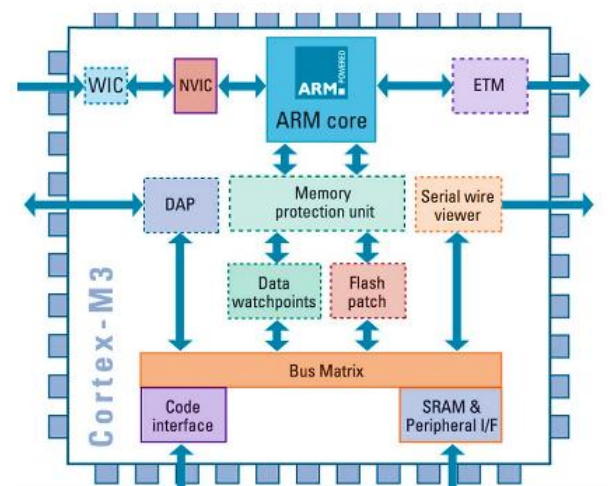 WIC
NVIC
ARM
POWERED
ARM core
ETM
DAP
Memory
protection unit
Serial wire
viewer
Data
watchpoints
Flash
patch
Cortex-M3
Bus Matrix
Code
interface
SRAM &
Peripheral I/F